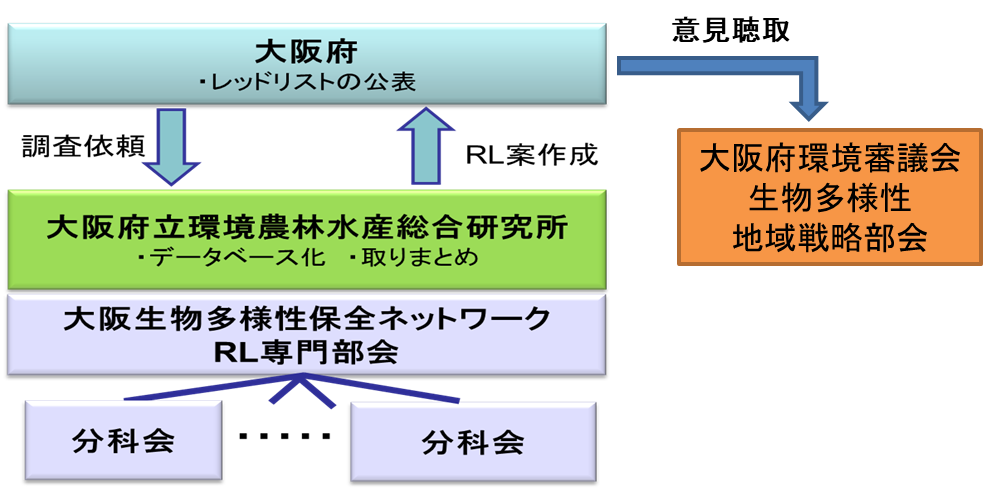 意見聴取
大阪府
・レッドリストの公表
調査依頼
RL案作成
大阪府環境審議会
生物多様性
地域戦略部会
大阪府立環境農林水産総合研究所
・データベース化　・取りまとめ
大阪生物多様性保全ネットワーク
RL専門部会
分科会 ・・・・・ 分科会